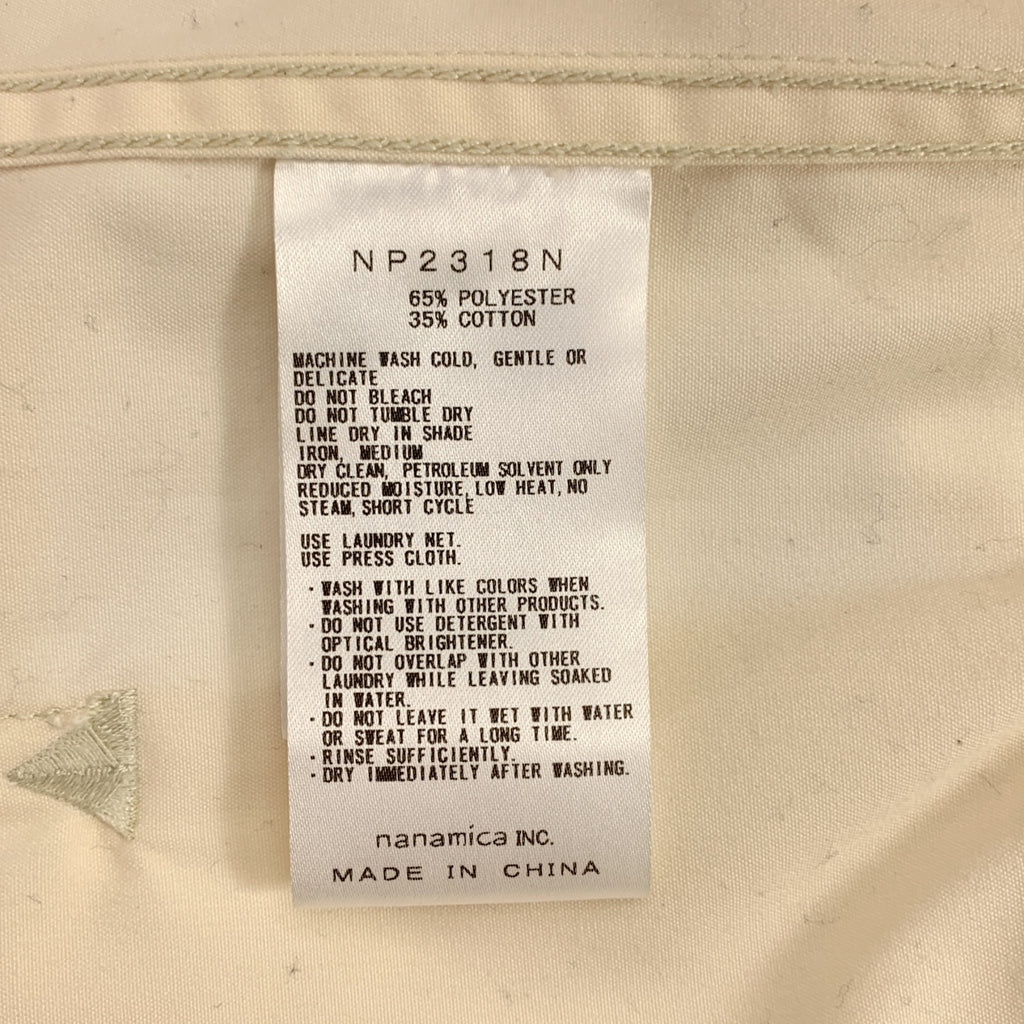 NP2318N
65% POLYESTER
35% COTTON
MACHINE WASH COLD, GENTLE OR
DELICATE
DO NOT BLEACH
DO NOT TUMBLE DRY
LINE DRY IN SHADE
IRON, MEDIUM
DRY CLEAN, PETROLEUM SOLVENT ONLY
REDUCED MOISTURE, LOW HEAT, NO
STEAM, SHORT CYCLE
USE LAUNDRY NET.
USE PRESS CLOTH.
・WASH WITH LIKE COLORS WHEN
WASHING WITH OTHER PRODUCTS.
・DO NOT USE DETERGENT WITH
OPTICAL BRIGHTENER.
・DO NOT OVERLAP WITH OTHER
LAUNDRY WHILE LEAVING SOAKED
IN WATER.
・DO NOT LEAVE IT WET WITH WATER
OR SWEAT FOR A LONG TIME.
・RINSE SUFFICIENTLY.
・DRY IMMEDIATELY AFTER WASHING.
nanamica INC.
MADE IN CHINA